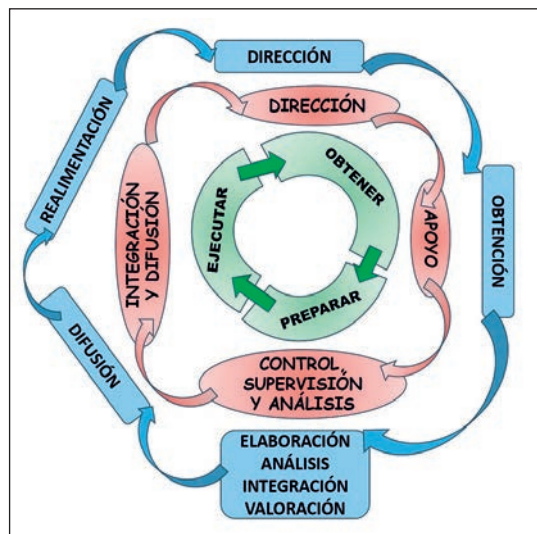 DIRECCIÓN
OBTENCIÓN
ELABORACIÓN
ANÁLISIS
INTEGRACIÓN
VALORACIÓN
DIFUSIÓN
REALIMENTACIÓN
DIRECCIÓN
APOYO
CONTROL,
SUPERVISIÓN
Y ANÁLISIS
INTEGRACIÓN
Y DIFUSIÓN
OBTENER
PREPARAR
EJECUTAR